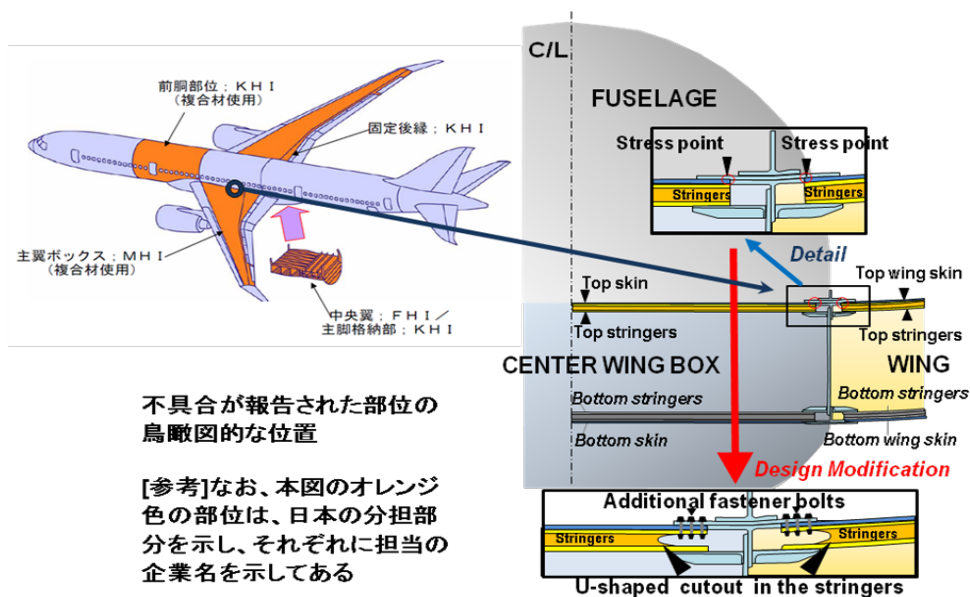 前胴部位；ＫＨＩ
（複合材使用）
固定後縁；ＫＨＩ
主翼ボックス；ＭＨＩ
（複合材使用）
中央翼；ＦＨＩ／
主脚格納部；ＫＨＩ
不具合が報告された部位の
鳥瞰図的な位置
[参考]なお、本図のオレンジ
色の部位は、日本の分担部
分を示し、それぞれに担当の
企業名を示してある
C/L
FUSELAGE
Stress point
Stress point
Stringers
Stringers
Detail
Top skin
Top wing skin
Top stringers
Top stringers
CENTER WING BOX
WING
Bottom stringers
Bottom stringers
Bottom skin
Bottom wing skin
Design Modification
Additional fastener bolts
Stringers
Stringers
U-shaped cutout in the stringers